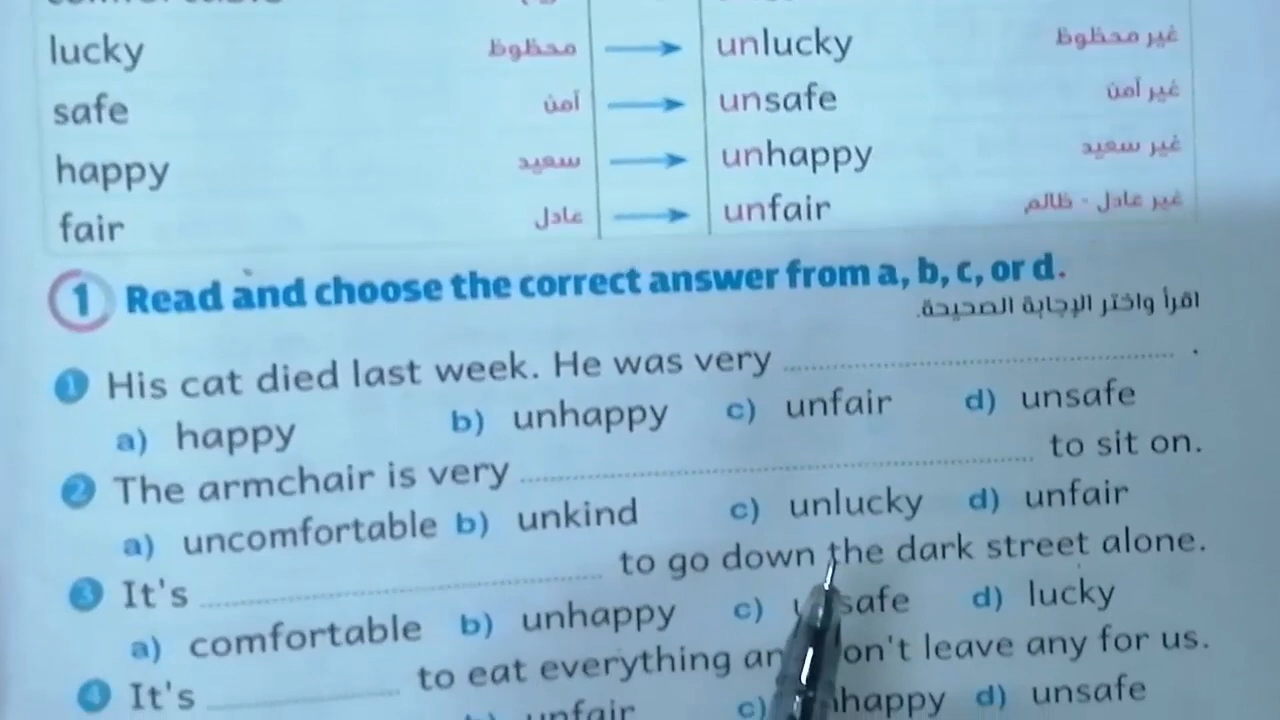 lucky محظوظ unlucky غير محظوظ
safe آمن unsafe غير آمن
happy سعيد unhappy غير سعيد
fair عادل unfair غير عادل - ظالم
1 Read and choose the correct answer from a, b, c, or d.
اقرأ واختر الإجابة الصحيحة.
1 His cat died last week. He was very .................... .
a) happy b) unhappy c) unfair d) unsafe
2 The armchair is very .................... to sit on.
a) uncomfortable b) unkind c) unlucky d) unfair
3 It's .................... to go down the dark street alone.
a) comfortable b) unhappy c) d) lucky
4 It's .................... to eat everything leave any for us.
unfair c) d) unsafe